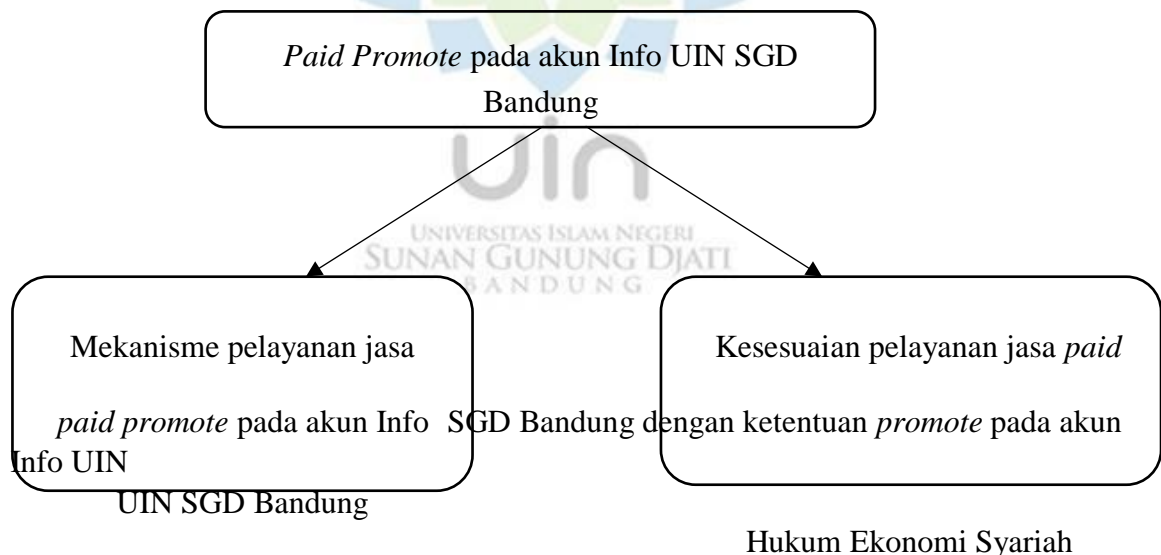 Paid Promote pada akun Info UIN SGD
Bandung
uin
UNIVERSITAS ISLAM NEGERI
SUNAN GUNUNG DJATI
BANDUNG
Mekanisme pelayanan jasa
Kesesuaian pelayanan jasa paid
paid promote pada akun Info SGD Bandung dengan ketentuan promote pada akun
Info UIN
UIN SGD Bandung
Hukum Ekonomi Syariah